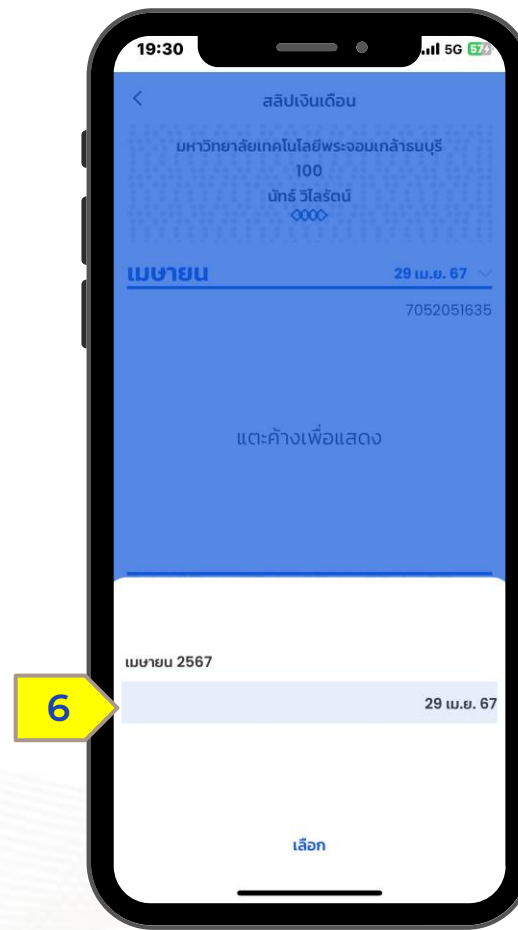 19:30
5G 57
สลิปเงินเดือน
มหาวิทยาลัยเทคโนโลยีพระจอมเกล้าธนบุรี
100
นัทธ์ วิไลรัตน์
เมษายน
29 เม.ย. 67
7052051635
แตะค้างเพื่อแสดง
เมษายน 2567
6
29 เม.ย. 67
เลือก